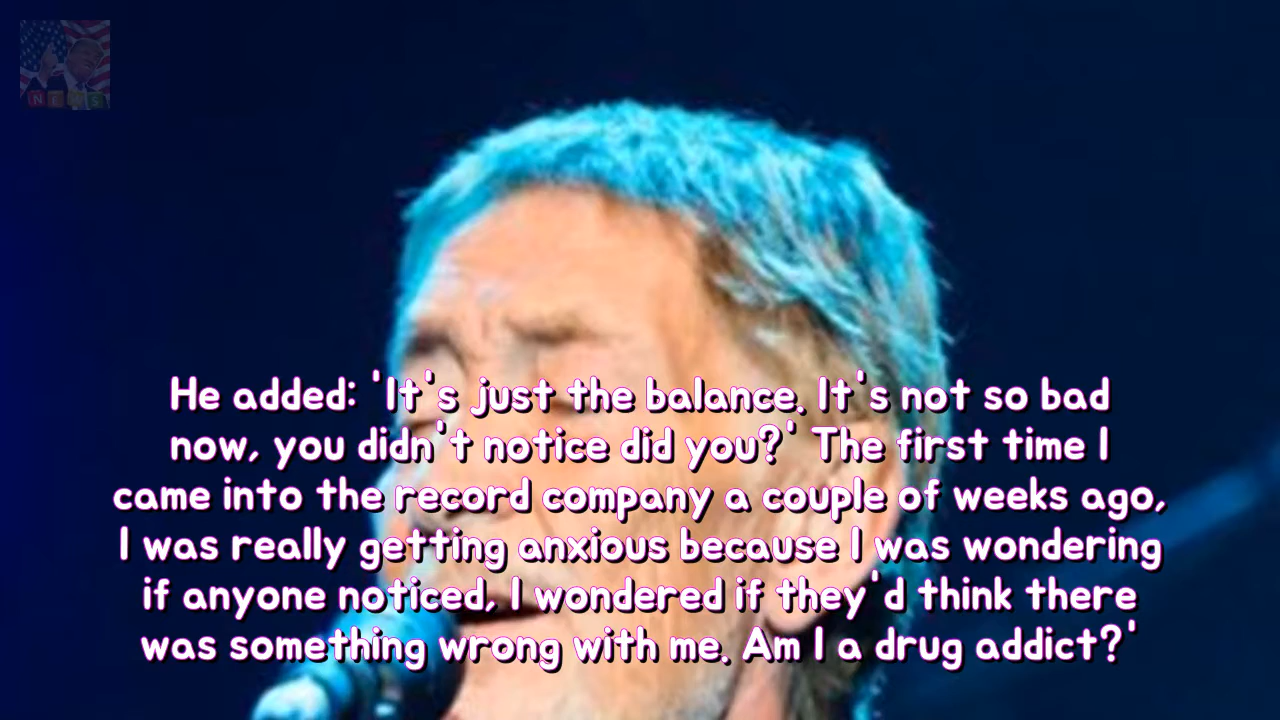 NEWS
He added: 'It's just the balance. It's not so bad
now, you didn't notice did you?' The first time I
came into the record company a couple of weeks ago,
I was really getting anxious because I was wondering
if anyone noticed, I wondered if they'd think there
was something wrong with me. Am I a drug addict?'